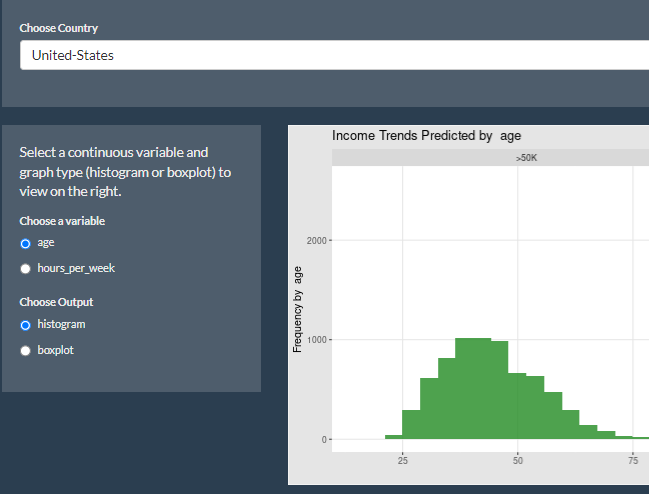 Choose Country
United-States
Select a continuous variable and
graph type (histogram or boxplot) to
view on the right.
Choose a variable
age
hours_per_week
Choose Output
histogram
boxplot
Income Trends Predicted by  age
>50K
Frequency by  age
2000
1000
0
25
50
75